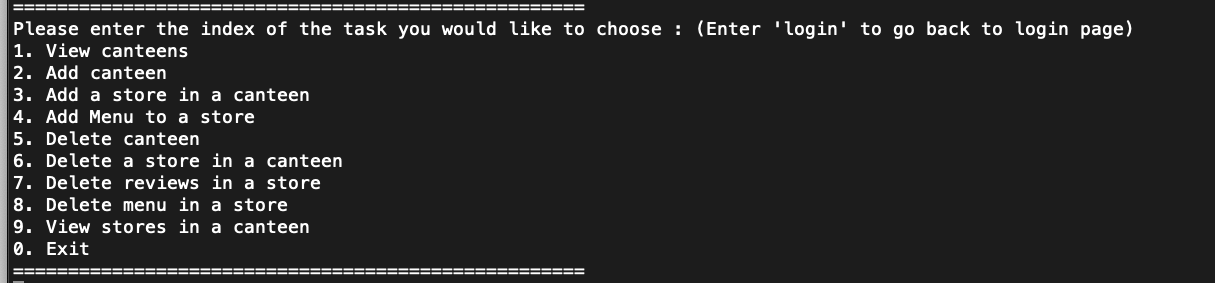 ====================================================
Please enter the index of the task you would like to choose : (Enter 'login' to go back to login page)
1. View canteens
2. Add canteen
3. Add a store in a canteen
4. Add Menu to a store
5. Delete canteen
6. Delete a store in a canteen
7. Delete reviews in a store
8. Delete menu in a store
9. View stores in a canteen
0. Exit
====================================================